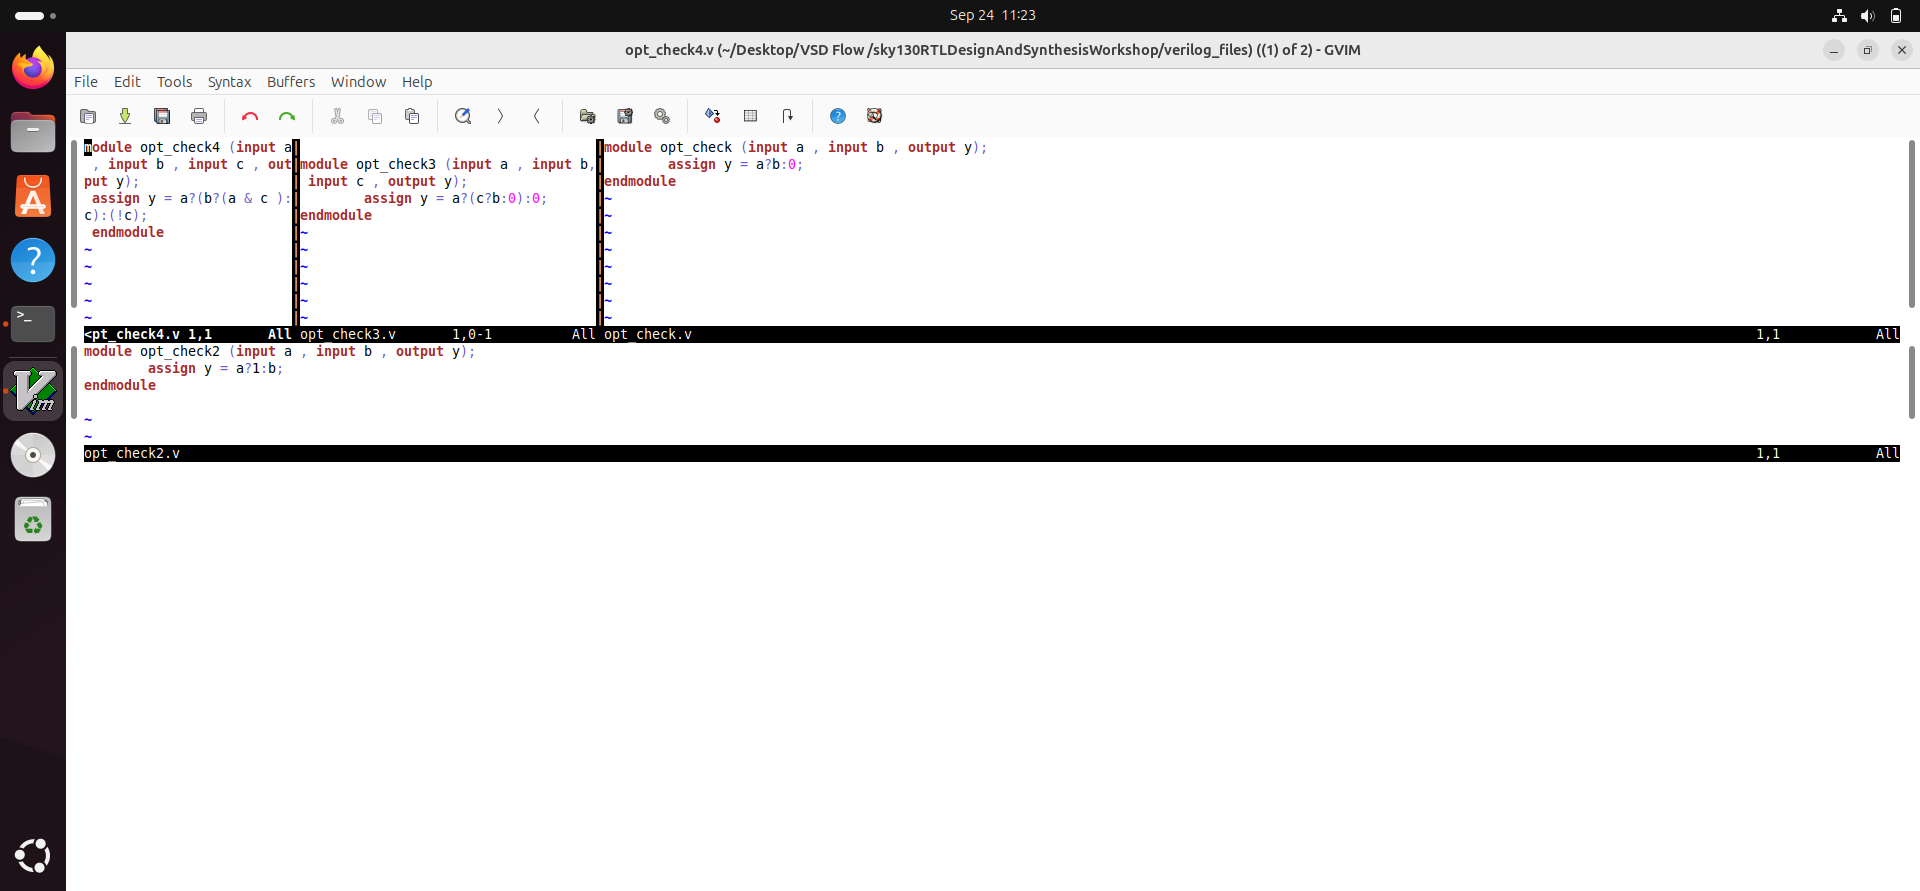 Sep 24 11:23
opt_check4.v (~/Desktop/VSD Flow /sky130RTLDesignAndSynthesisWorkshop/verilog_files) ((1) of 2) - GVIM
File Edit Tools Syntax Buffers Window Help
module opt_check4 (input a
, input b , input c , out
put y);
assign y = a?(b?(a & c ):
c):(!c);
endmodule
~
~
~
~
~
<pt_check4.v 1,1 All
module opt_check3 (input a , input b,
input c , output y);
assign y = a?(c?b:0):0;
endmodule
~
~
~
~
~
~
opt_check3.v 1,0-1 All
module opt_check (input a , input b , output y);
assign y = a?b:0;
endmodule
~
~
~
~
~
~
~
~
opt_check.v 1,1 All
module opt_check2 (input a , input b , output y);
assign y = a?1:b;
endmodule
~
~
opt_check2.v 1,1 All